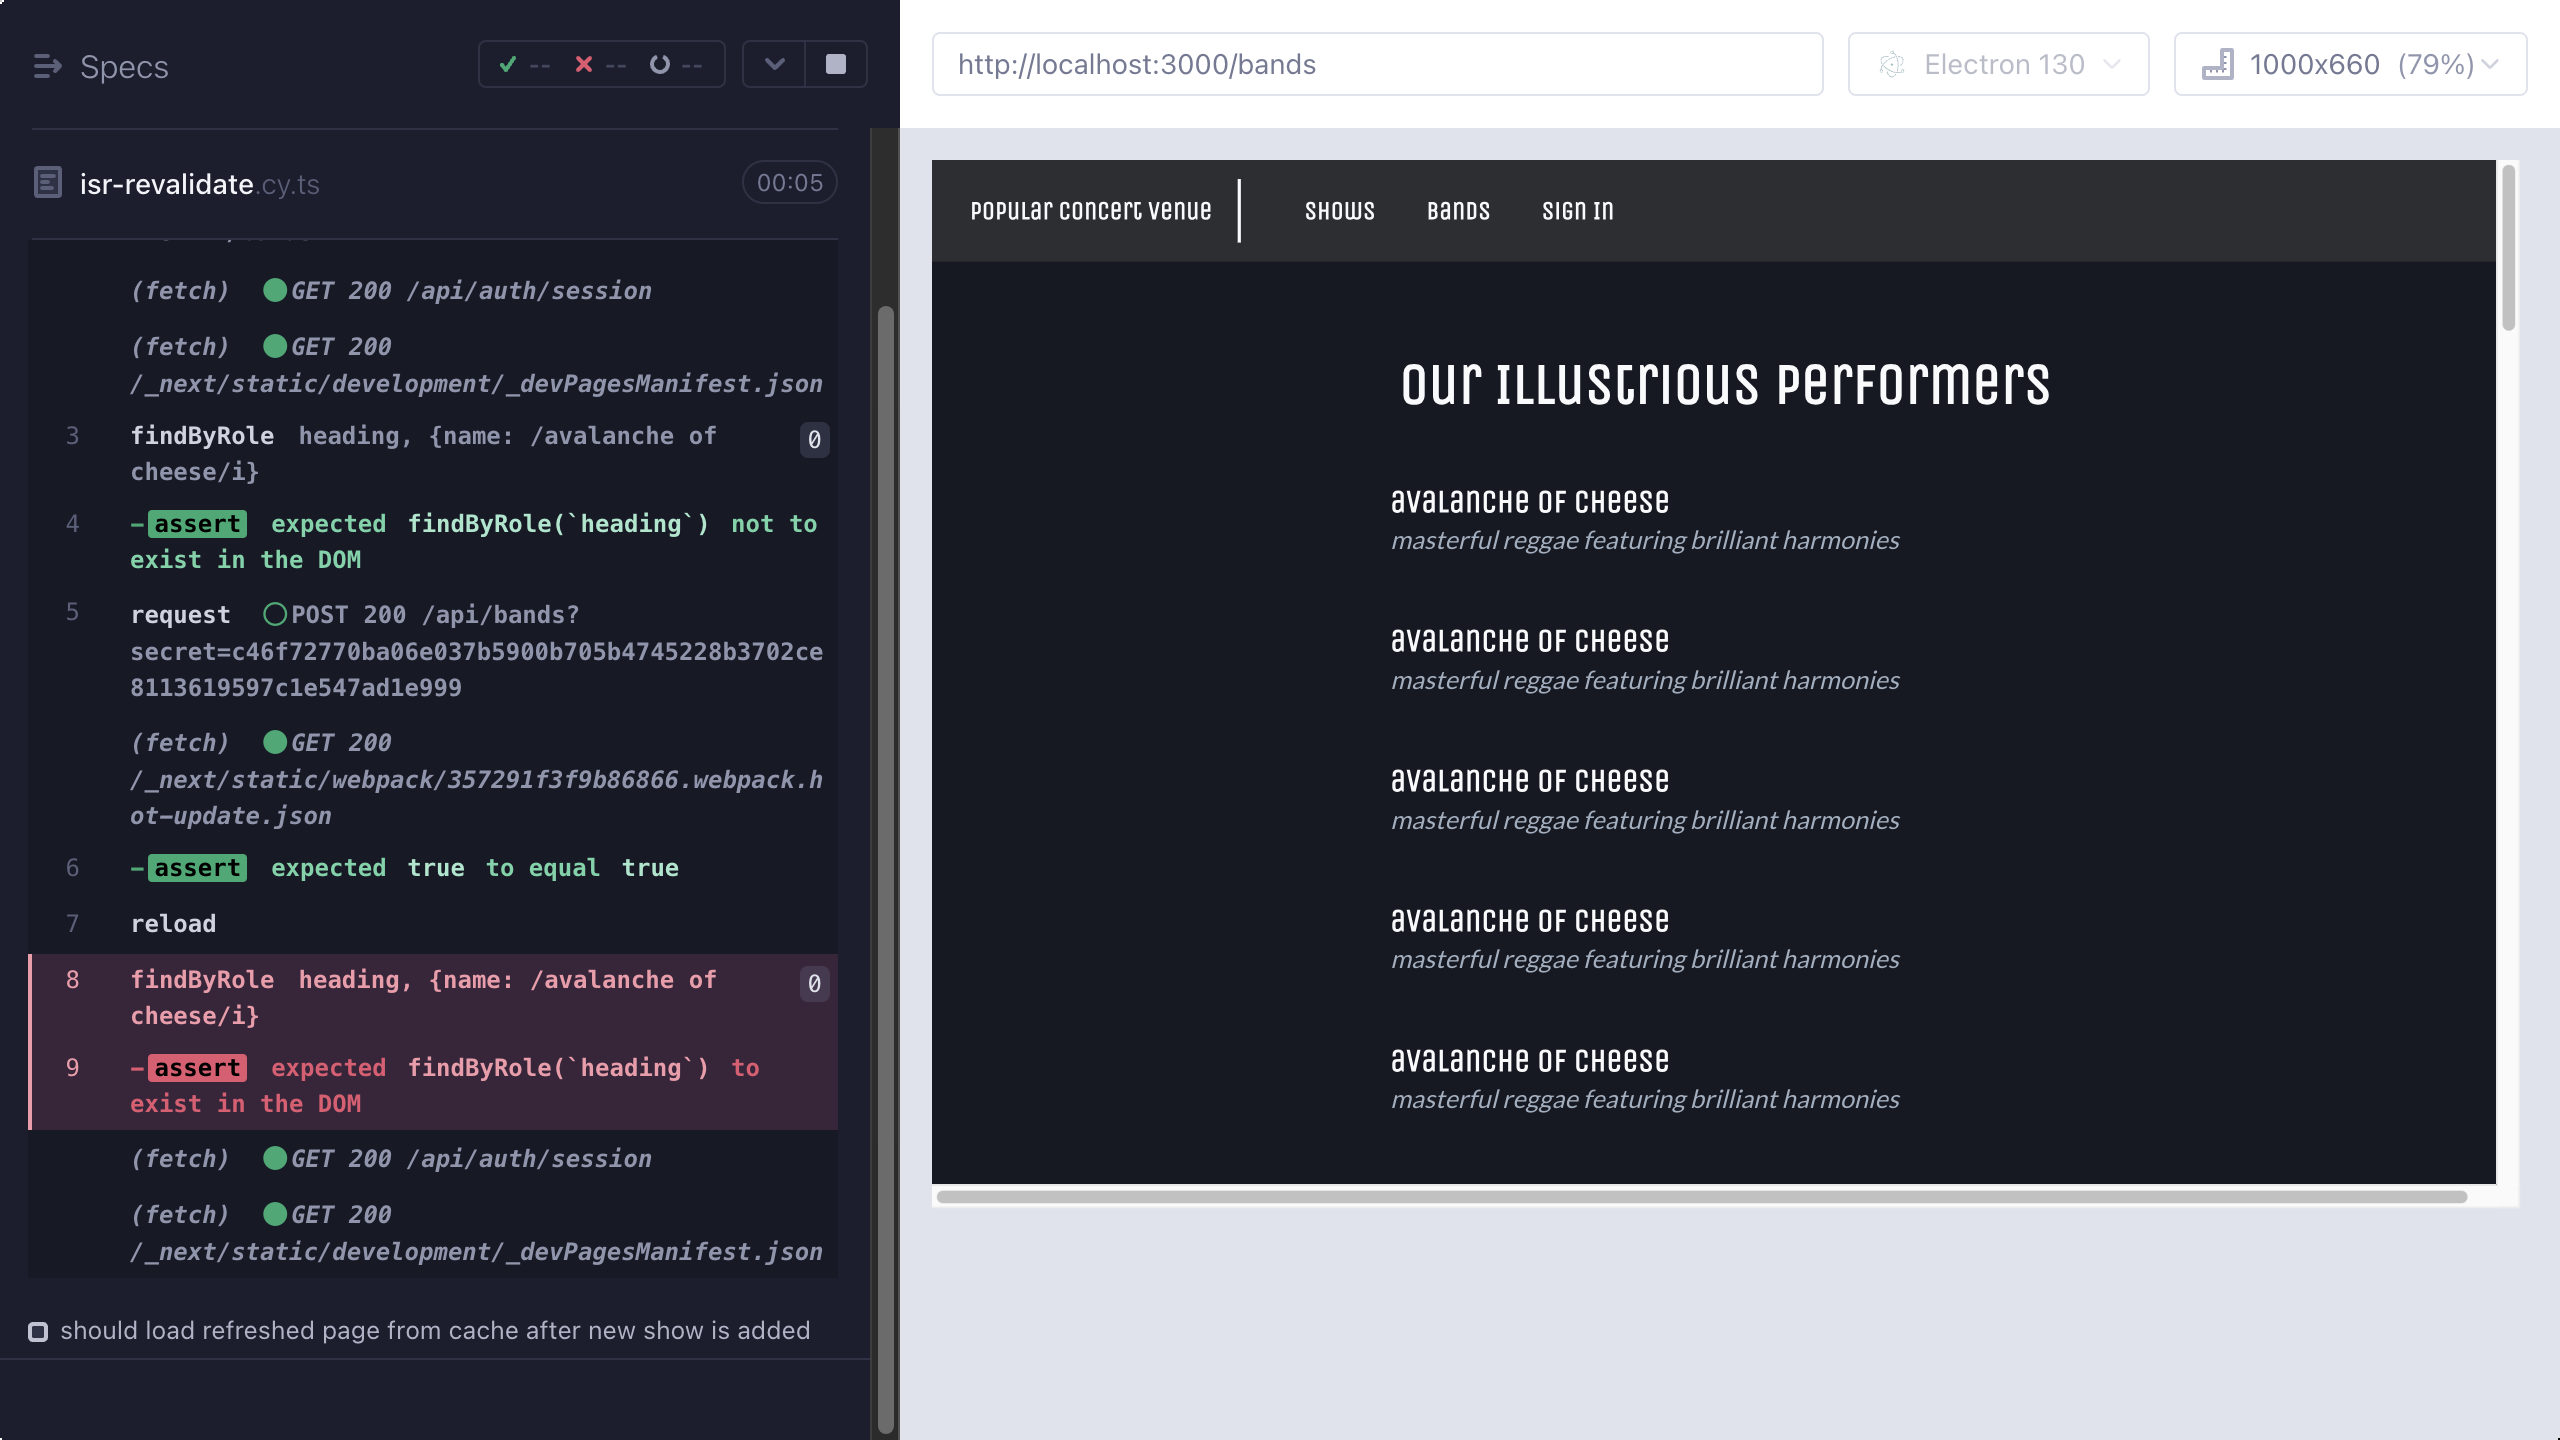 Specs
-- -- --
isr-revalidate.cy.ts 00:05
(fetch) GET 200 /api/auth/session
(fetch) GET 200
/_next/static/development/_devPagesManifest.json
3 findByRole heading, {name: /avalanche of 0
cheese/i}
4 -assert expected findByRole(`heading`) not to
exist in the DOM
5 request POST 200 /api/bands?
secret=c46f72770ba06e037b5900b705b4745228b3702ce
8113619597c1e547ad1e999
(fetch) GET 200
/_next/static/webpack/357291f3f9b86866.webpack.h
ot-update.json
6 -assert expected true to equal true
7 reload
8 findByRole heading, {name: /avalanche of 0
cheese/i}
9 -assert expected findByRole(`heading`) to
exist in the DOM
(fetch) GET 200 /api/auth/session
(fetch) GET 200
/_next/static/development/_devPagesManifest.json
should load refreshed page from cache after new show is added
http://localhost:3000/bands Electron 130 1000x660 (79%)
Popular Concert Venue Shows Bands Sign in
Our Illustrious Performers
Avalanche of Cheese
masterful reggae featuring brilliant harmonies
Avalanche of Cheese
masterful reggae featuring brilliant harmonies
Avalanche of Cheese
masterful reggae featuring brilliant harmonies
Avalanche of Cheese
masterful reggae featuring brilliant harmonies
Avalanche of Cheese
masterful reggae featuring brilliant harmonies